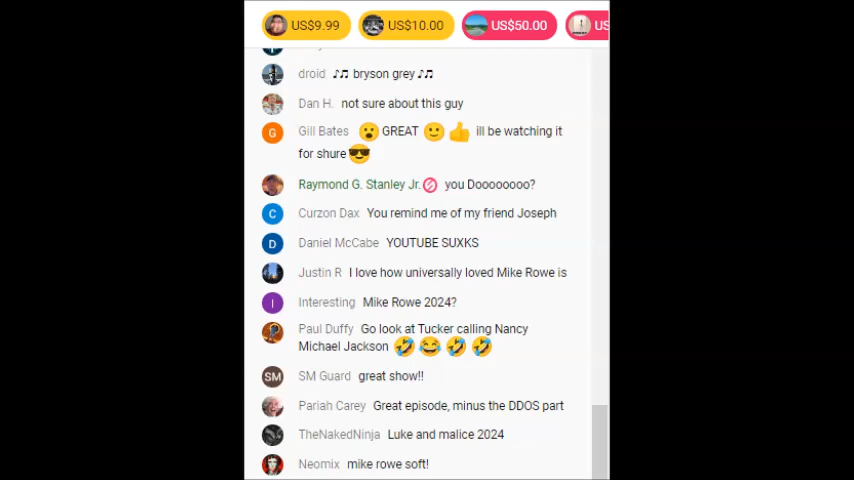 US$9.99 US$10.00 US$50.00 US
droid ♪♫ bryson grey ♪♫
Dan H. not sure about this guy
G Gill Bates 😮 GREAT 🙂 👍 ill be watching it
for shure 😎
Raymond G. Stanley Jr. you Doooooooo?
C Curzon Dax You remind me of my friend Joseph
D Daniel McCabe YOUTUBE SUXKS
Justin R I love how universally loved Mike Rowe is
I Interesting Mike Rowe 2024?
Paul Duffy Go look at Tucker calling Nancy
Michael Jackson 🤣 😂 🤣 🤣
SM SM Guard great show!!
Pariah Carey Great episode, minus the DDOS part
TheNakedNinja Luke and malice 2024
Neomix mike rowe soft!